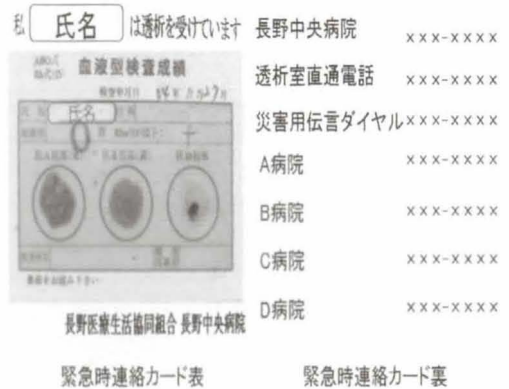 私 氏名 は透析を受けています
血液型検査成績
氏名
O
長野医療生活協同組合 長野中央病院
緊急時連絡カード表
長野中央病院 xxx-xxxx
透析室直通電話
災害用伝言ダイヤル xxx-xxxx
A病院 xxx-xxxx
B病院 xxx-xxxx
C病院 xxx-xxxx
D病院 xxx-xxxx
緊急時連絡カード裏